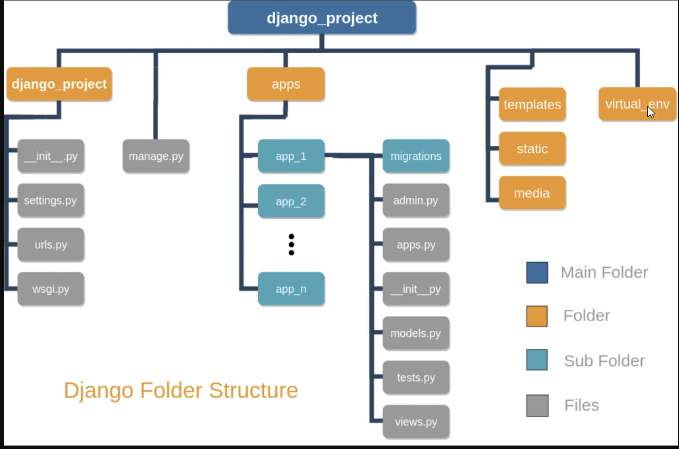 django_project
django_project
apps
templates
virtual_env
static
media
__init__.py
settings.py
urls.py
wsgi.py
manage.py
app_1
app_2
app_n
migrations
admin.py
apps.py
__init__py
models.py
tests.py
views.py
Main Folder
Folder
Sub Folder
Files
Django Folder Structure